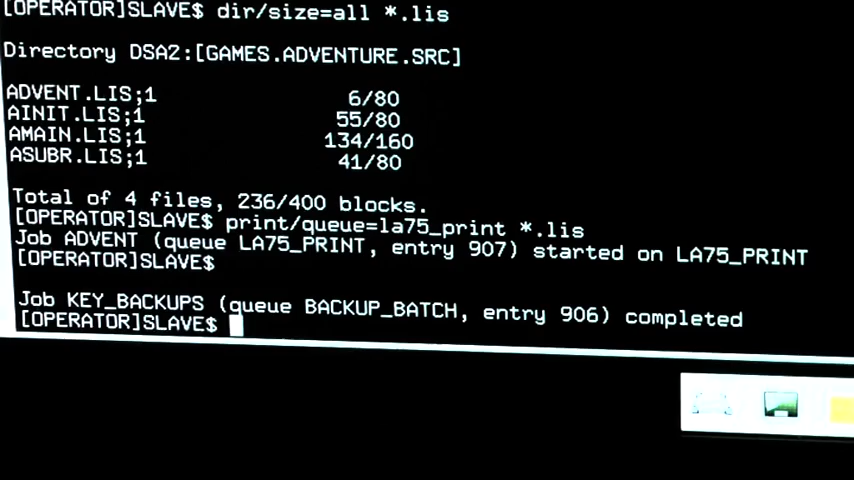 [OPERATOR]SLAVE$ dir/size=all *.lis
Directory DSA2:[GAMES.ADVENTURE.SRC]
ADVENT.LIS;1 6/80
AINIT.LIS;1 55/80
AMAIN.LIS;1 134/160
ASUBR.LIS;1 41/80
Total of 4 files, 236/400 blocks.
[OPERATOR]SLAVE$ print/queue=la75_print *.lis
Job ADVENT (queue LA75_PRINT, entry 907) started on LA75_PRINT
[OPERATOR]SLAVE$
Job KEY_BACKUPS (queue BACKUP_BATCH, entry 906) completed
[OPERATOR]SLAVE$